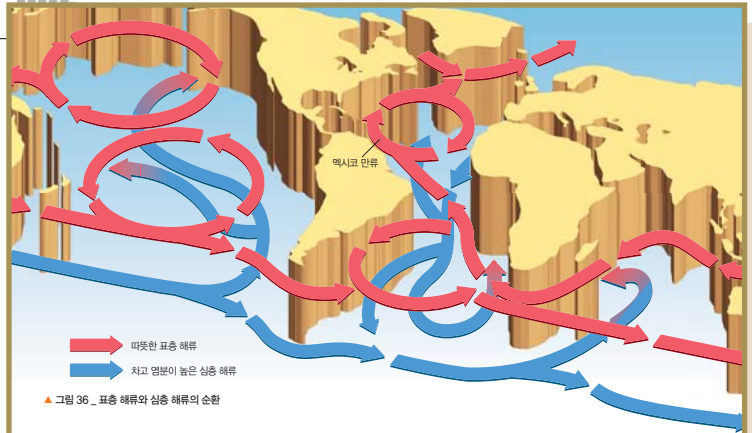 멕시코 만류
따뜻한 표층 해류
차고 염분이 높은 심층 해류
▲ 그림 36 _ 표층 해류와 심층 해류의 순환